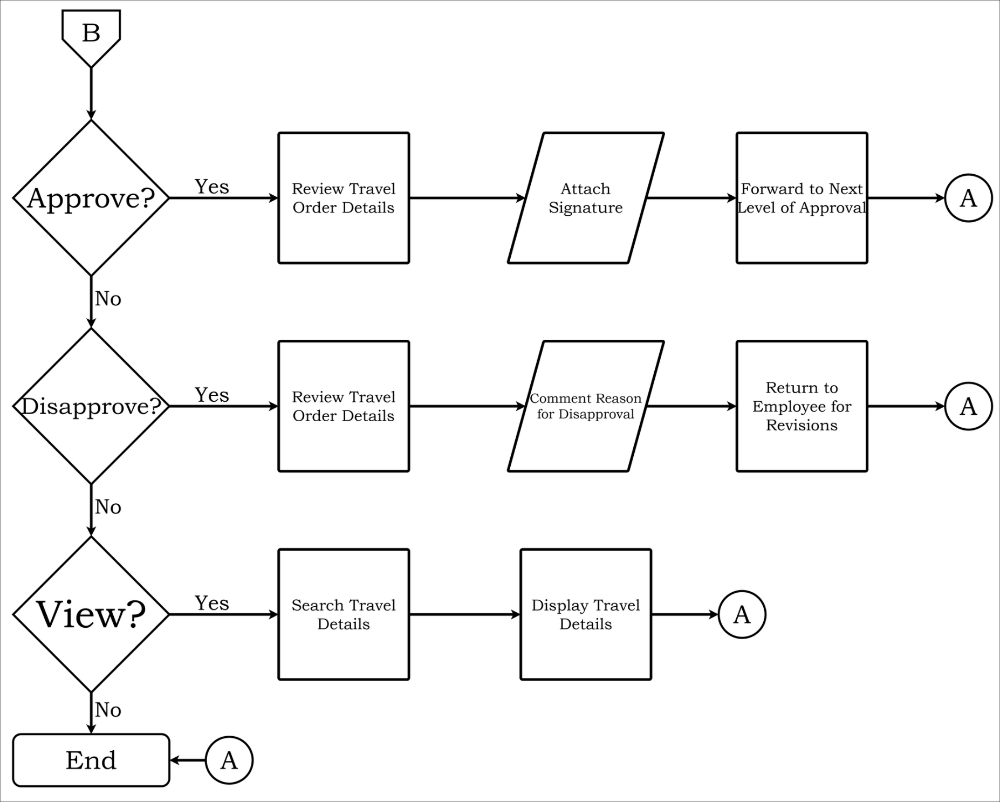 B
Approve?
Yes
Review Travel
Order Details
Attach
Signature
Forward to Next
Level of Approval
A
No
Disapprove?
Yes
Review Travel
Order Details
Comment Reason
for Disapproval
Return to
Employee for
Revisions
A
No
View?
Yes
Search Travel
Details
Display Travel
Details
A
No
End
A